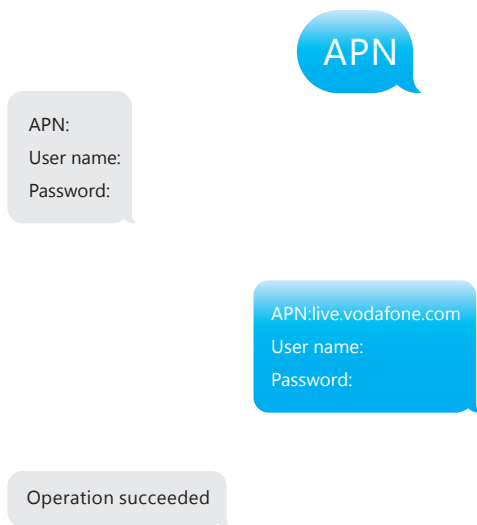 APN
APN:
User name:
Password:
APN:live.vodafone.com
User name:
Password:
Operation succeeded